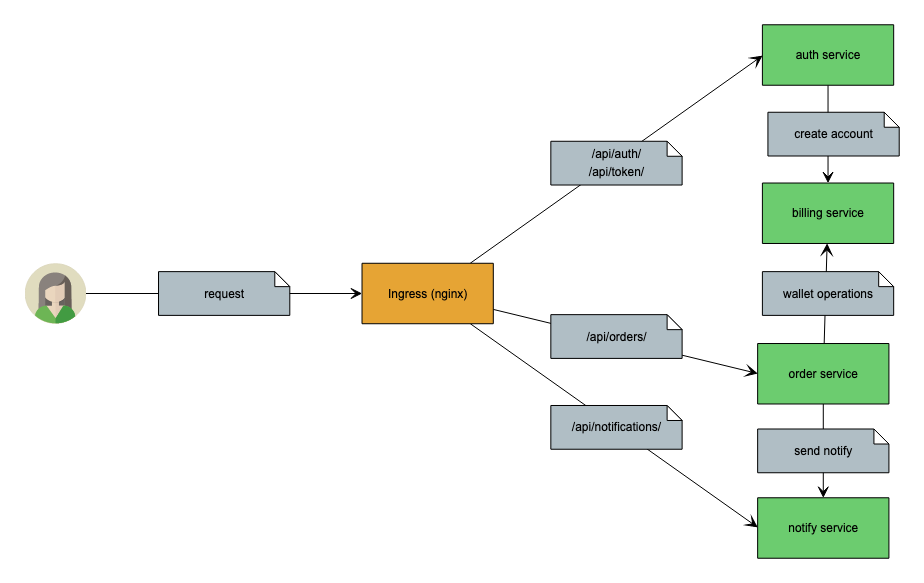 auth service
create account
/api/auth/
/api/token/
billing service
request
Ingress (nginx)
wallet operations
/api/orders/
order service
/api/notifications/
send notify
notify service